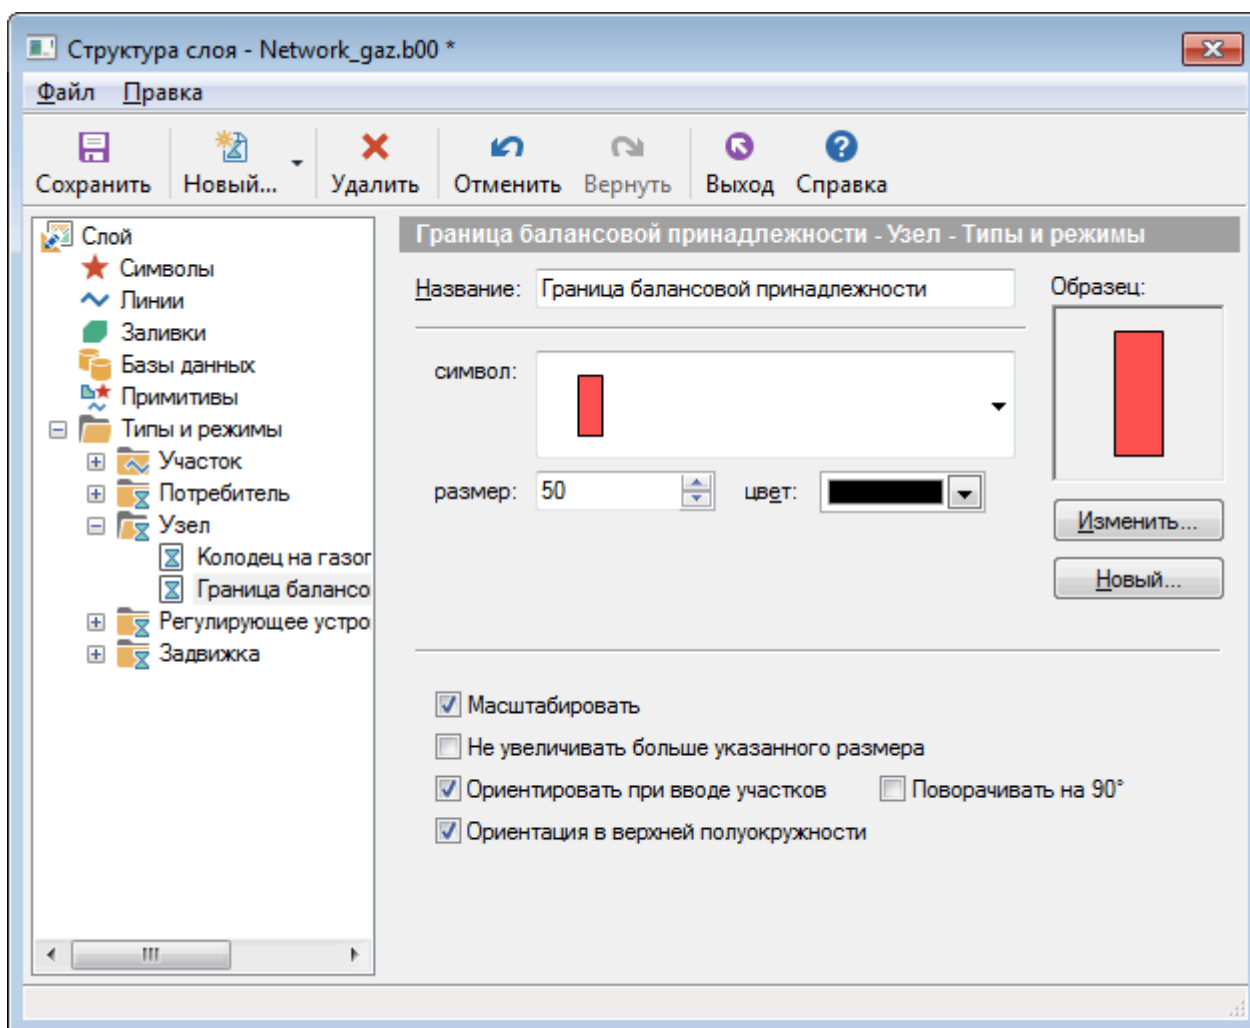 Структура слоя - Network_gaz.b00 *
Файл Правка
Сохранить Новый... Удалить Отменить Вернуть Выход Справка
Слой
Символы
Линии
Заливки
Базы данных
Примитивы
Типы и режимы
Участок
Потребитель
Узел
Колодец на газог
Граница балансо
Регулирующее устро
Задвижка
Граница балансовой принадлежности - Узел - Типы и режимы
Название: Граница балансовой принадлежности
Образец:
символ:
размер: 50 цвет:
Изменить...
Новый...
Масштабировать
Не увеличивать больше указанного размера
Ориентировать при вводе участков Поворачивать на 90°
Ориентация в верхней полуокружности